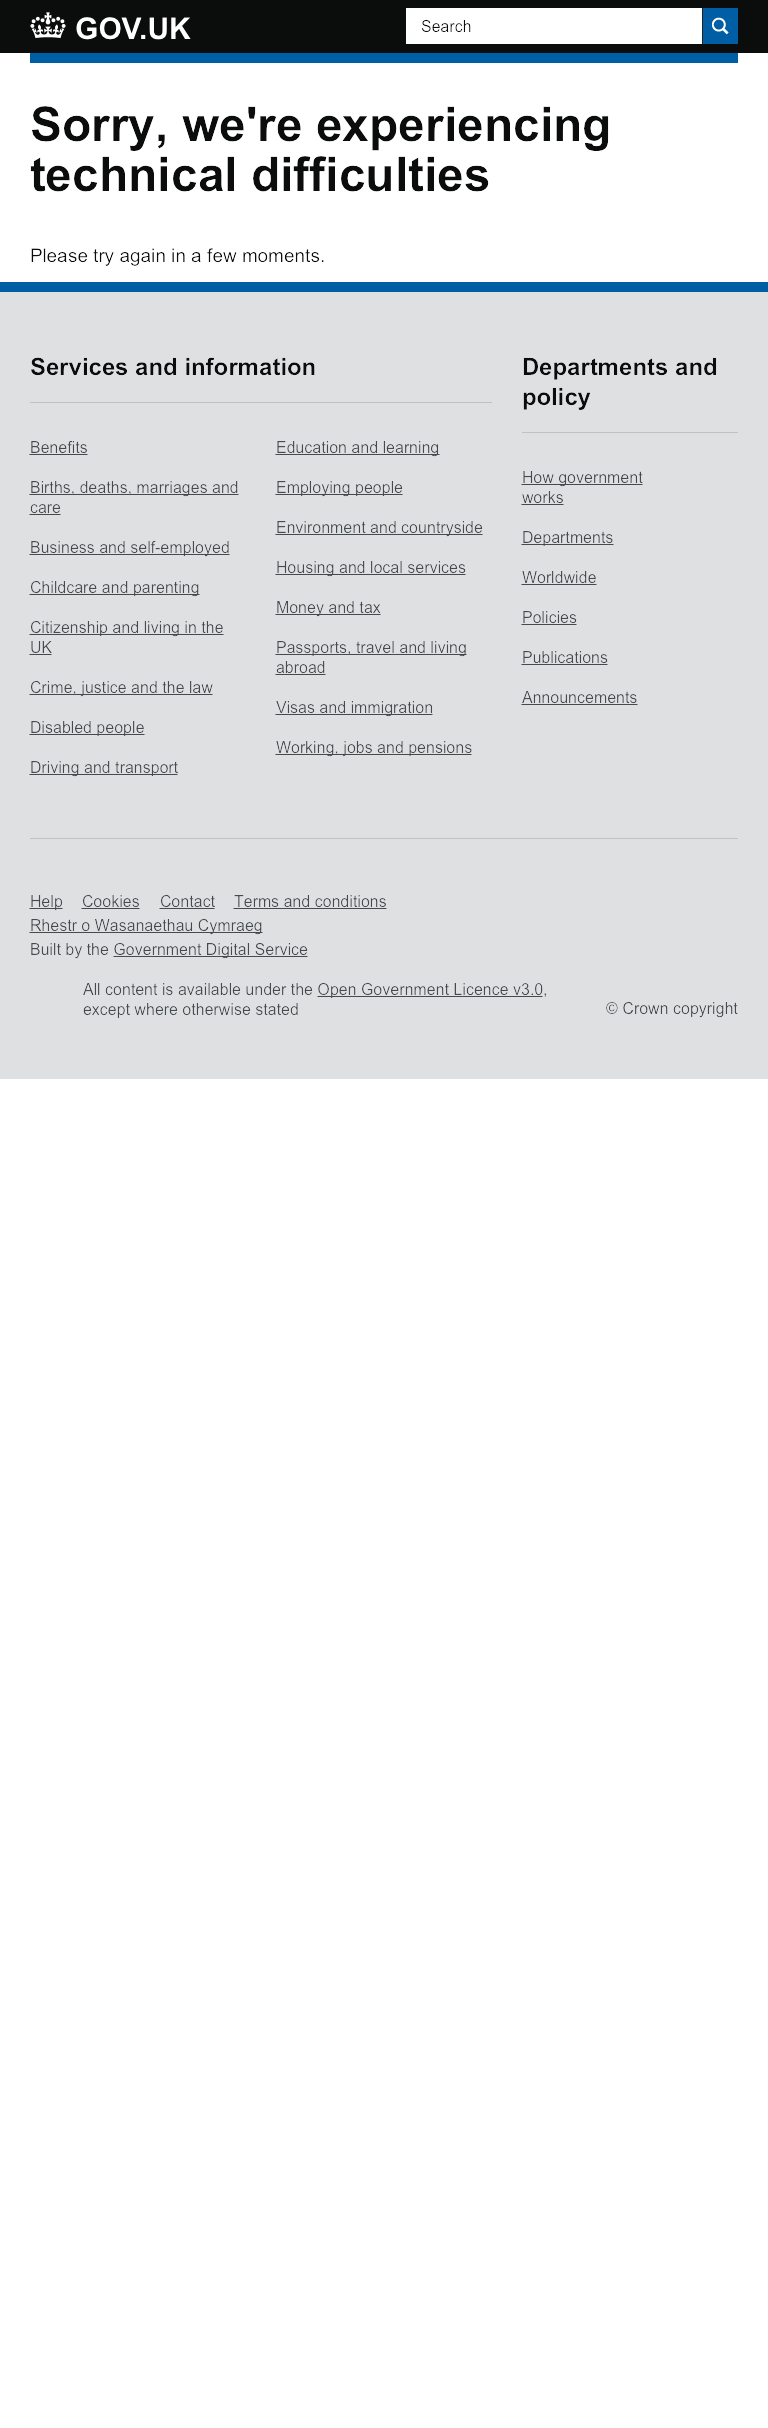 GOV.UK
Search
Sorry, we're experiencing
technical difficulties
Please try again in a few moments.
Services and information
Benefits
Births, deaths, marriages and
care
Business and self-employed
Childcare and parenting
Citizenship and living in the
UK
Crime, justice and the law
Disabled people
Driving and transport
Education and learning
Employing people
Environment and countryside
Housing and local services
Money and tax
Passports, travel and living
abroad
Visas and immigration
Working, jobs and pensions
Departments and
policy
How government
works
Departments
Worldwide
Policies
Publications
Announcements
Help Cookies Contact Terms and conditions
Rhestr o Wasanaethau Cymraeg
Built by the Government Digital Service
All content is available under the Open Government Licence v3.0,
except where otherwise stated
© Crown copyright